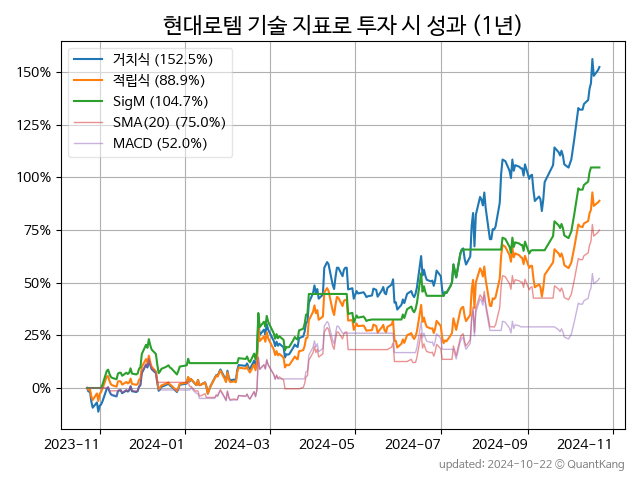 현대로템 기술 지표로 투자 시 성과 (1년)
거치식 (152.5%)
적립식 (88.9%)
SigM (104.7%)
SMA(20) (75.0%)
MACD (52.0%)
150%
125%
100%
75%
50%
25%
0%
2023-11 2024-01 2024-03 2024-05 2024-07 2024-09 2024-11
updated: 2024-10-22 © QuantKang